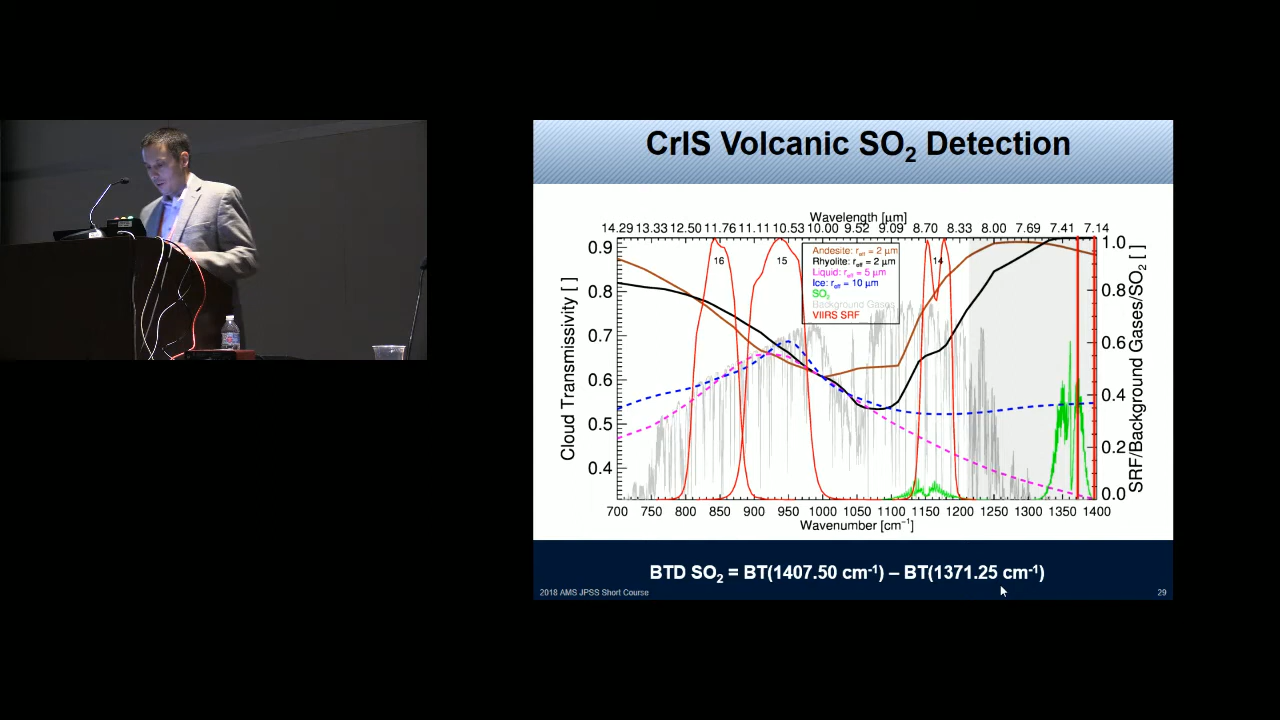 CrIS Volcanic SO₂ Detection
Wavelength [µm]
14.29 13.33 12.50 11.76 11.11 10.53 10.00 9.52 9.09 8.70 8.33 8.00 7.69 7.41 7.14
0.9
0.8
0.7
0.6
0.5
0.4
Cloud Transmissivity [ ]
16
15
14
Andesite: r_eff = 2 µm
Rhyolite: r_eff = 2 µm
Liquid: r_eff = 5 µm
Ice: r_eff = 10 µm
SO₂
Background Gases
VIIRS SRF
1.0
0.8
0.6
0.4
0.2
0.0
SRF/Background Gases/SO₂ [ ]
700 750 800 850 900 950 1000 1050 1100 1150 1200 1250 1300 1350 1400
Wavenumber [cm⁻¹]
BTD SO₂ = BT(1407.50 cm⁻¹) – BT(1371.25 cm⁻¹)
2018 AMS JPSS Short Course
29